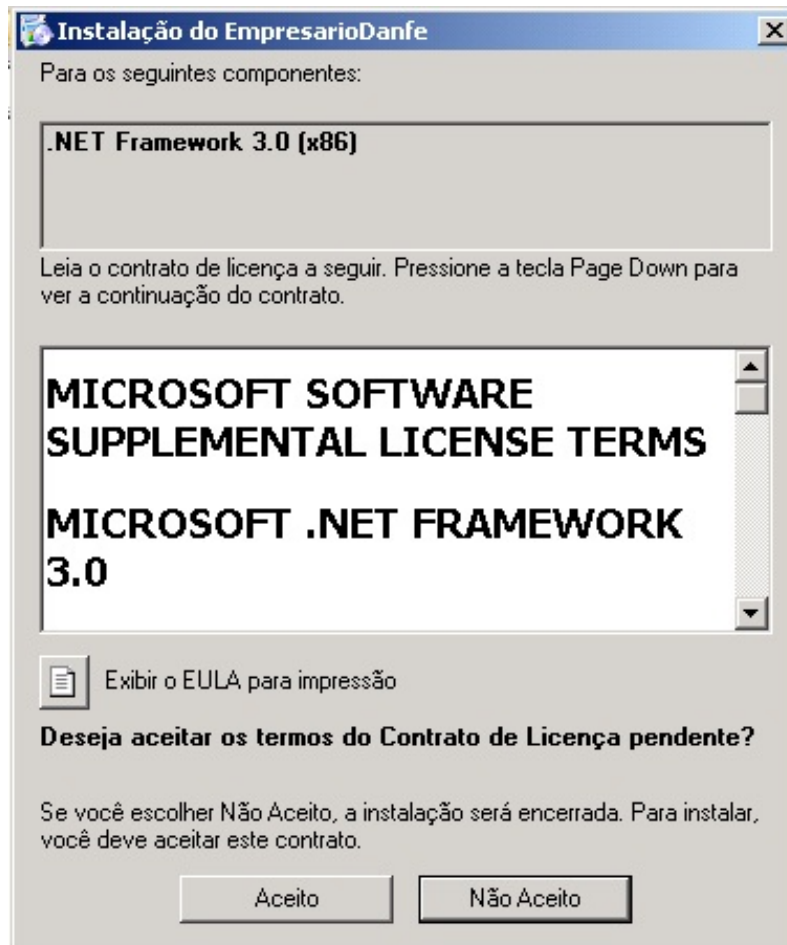 Instalação do EmpresarioDanfe
Para os seguintes componentes:
.NET Framework 3.0 (x86)
Leia o contrato de licença a seguir. Pressione a tecla Page Down para
ver a continuação do contrato.
MICROSOFT SOFTWARE
SUPPLEMENTAL LICENSE TERMS
MICROSOFT .NET FRAMEWORK
3.0
Exibir o EULA para impressão
Deseja aceitar os termos do Contrato de Licença pendente?
Se você escolher Não Aceito, a instalação será encerrada. Para instalar,
você deve aceitar este contrato.
Aceito
Não Aceito